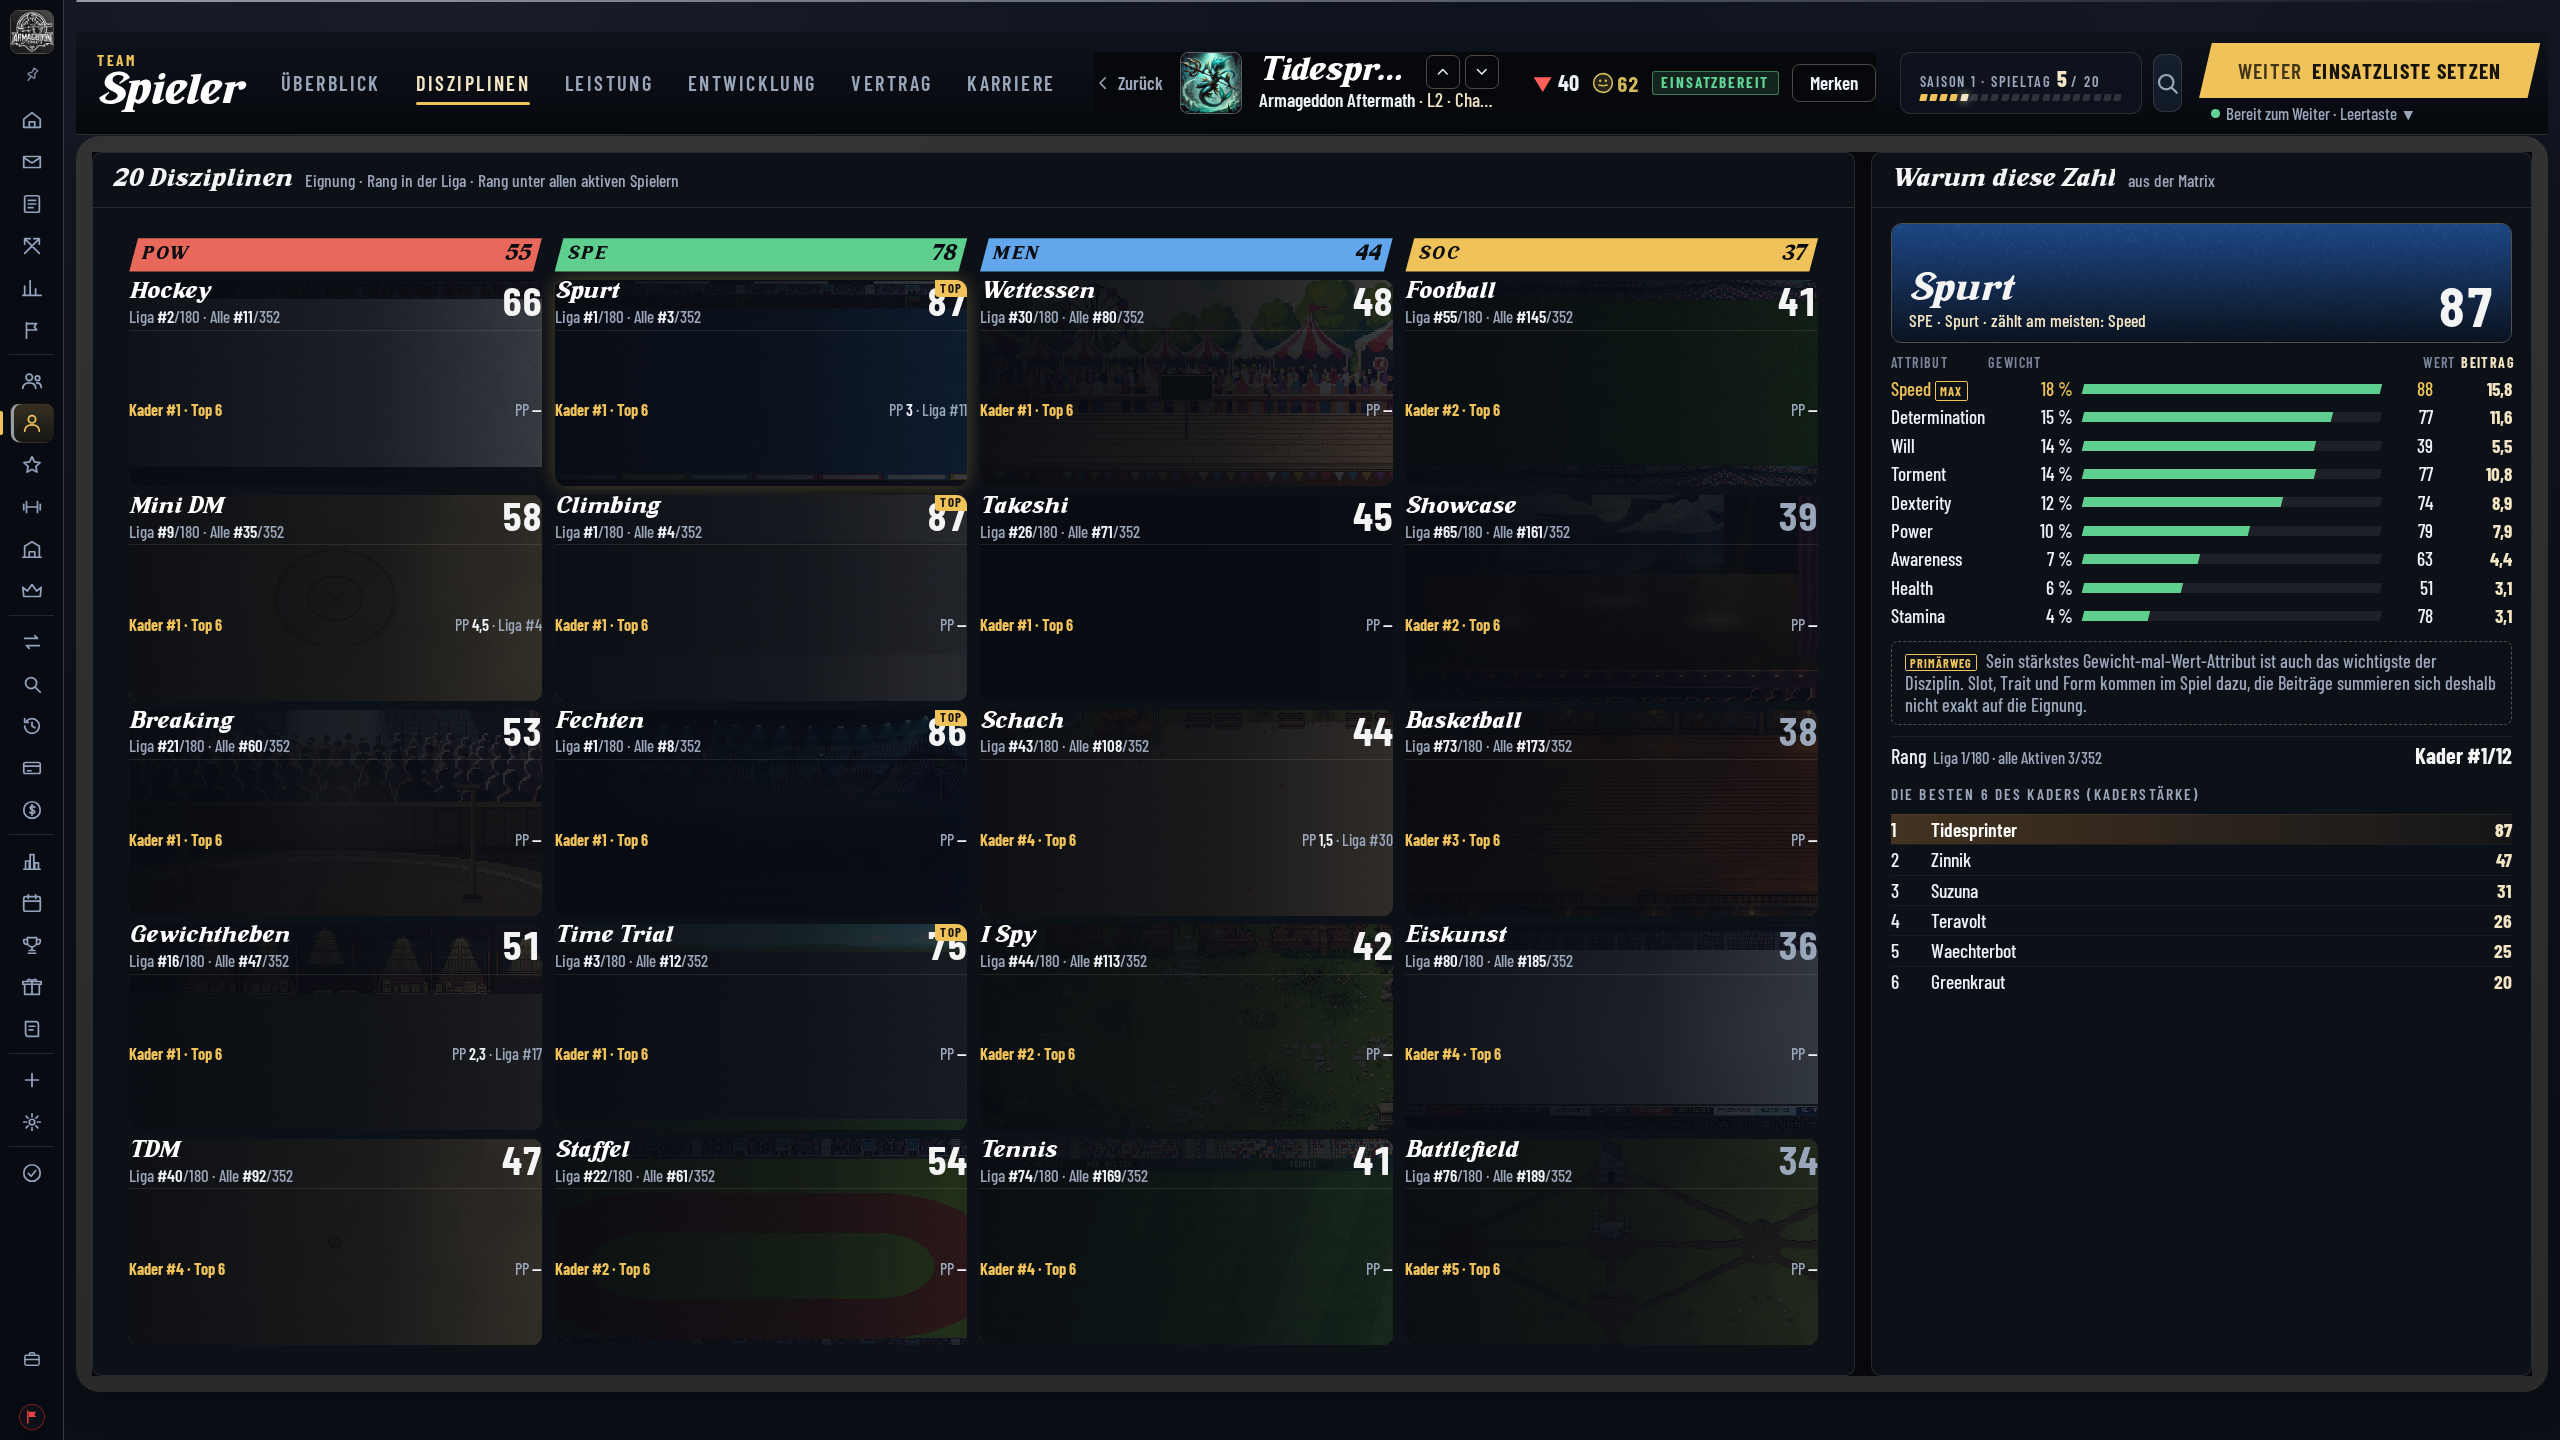 ARMAGEDDON
TEAM
Spieler
ÜBERBLICK
DISZIPLINEN
LEISTUNG
ENTWICKLUNG
VERTRAG
KARRIERE
Zurück
Tidespr...
Armageddon Aftermath · L2 · Cha...
40
62
EINSATZBEREIT
Merken
SAISON 1 · SPIELTAG 5 / 20
WEITER EINSATZLISTE SETZEN
Bereit zum Weiter · Leertaste ▼
20 Disziplinen Eignung · Rang in der Liga · Rang unter allen aktiven Spielern
POW 55
SPE 78
MEN 44
SOC 37
Hockey 66
Liga #2/180 · Alle #11/352
Kader #1 · Top 6 PP –
Spurt TOP 87
Liga #1/180 · Alle #3/352
Kader #1 · Top 6 PP 3 · Liga #11
Wettessen 48
Liga #30/180 · Alle #80/352
Kader #1 · Top 6 PP –
Football 41
Liga #55/180 · Alle #145/352
Kader #2 · Top 6 PP –
Mini DM 58
Liga #9/180 · Alle #35/352
Kader #1 · Top 6 PP 4,5 · Liga #4
Climbing TOP 87
Liga #1/180 · Alle #4/352
Kader #1 · Top 6 PP –
Takeshi 45
Liga #26/180 · Alle #71/352
Kader #1 · Top 6 PP –
Showcase 39
Liga #65/180 · Alle #161/352
Kader #2 · Top 6 PP –
Breaking 53
Liga #21/180 · Alle #60/352
Kader #1 · Top 6 PP –
Fechten TOP 86
Liga #1/180 · Alle #8/352
Kader #1 · Top 6 PP –
Schach 44
Liga #43/180 · Alle #108/352
Kader #4 · Top 6 PP 1,5 · Liga #30
Basketball 38
Liga #73/180 · Alle #173/352
Kader #3 · Top 6 PP –
Gewichtheben 51
Liga #16/180 · Alle #47/352
Kader #1 · Top 6 PP 2,3 · Liga #17
Time Trial TOP 75
Liga #3/180 · Alle #12/352
Kader #1 · Top 6 PP –
I Spy 42
Liga #44/180 · Alle #113/352
Kader #2 · Top 6 PP –
Eiskunst 36
Liga #80/180 · Alle #185/352
Kader #4 · Top 6 PP –
TDM 47
Liga #40/180 · Alle #92/352
Kader #4 · Top 6 PP –
Staffel 54
Liga #22/180 · Alle #61/352
Kader #2 · Top 6 PP –
Tennis 41
Liga #74/180 · Alle #169/352
Kader #4 · Top 6 PP –
Battlefield 34
Liga #76/180 · Alle #189/352
Kader #5 · Top 6 PP –
Warum diese Zahl aus der Matrix
Spurt 87
SPE · Spurt · zählt am meisten: Speed
ATTRIBUT GEWICHT WERT BEITRAG
Speed MAX 18 % 88 15,8
Determination 15 % 77 11,6
Will 14 % 39 5,5
Torment 14 % 77 10,8
Dexterity 12 % 74 8,9
Power 10 % 79 7,9
Awareness 7 % 63 4,4
Health 6 % 51 3,1
Stamina 4 % 78 3,1
PRIMÄRWEG Sein stärkstes Gewicht-mal-Wert-Attribut ist auch das wichtigste der
Disziplin. Slot, Trait und Form kommen im Spiel dazu, die Beiträge summieren sich deshalb
nicht exakt auf die Eignung.
Rang Liga 1/180 · alle Aktiven 3/352 Kader #1/12
DIE BESTEN 6 DES KADERS (KADERSTÄRKE)
1 Tidesprinter 87
2 Zinnik 47
3 Suzuna 31
4 Teravolt 26
5 Waechterbot 25
6 Greenkraut 20